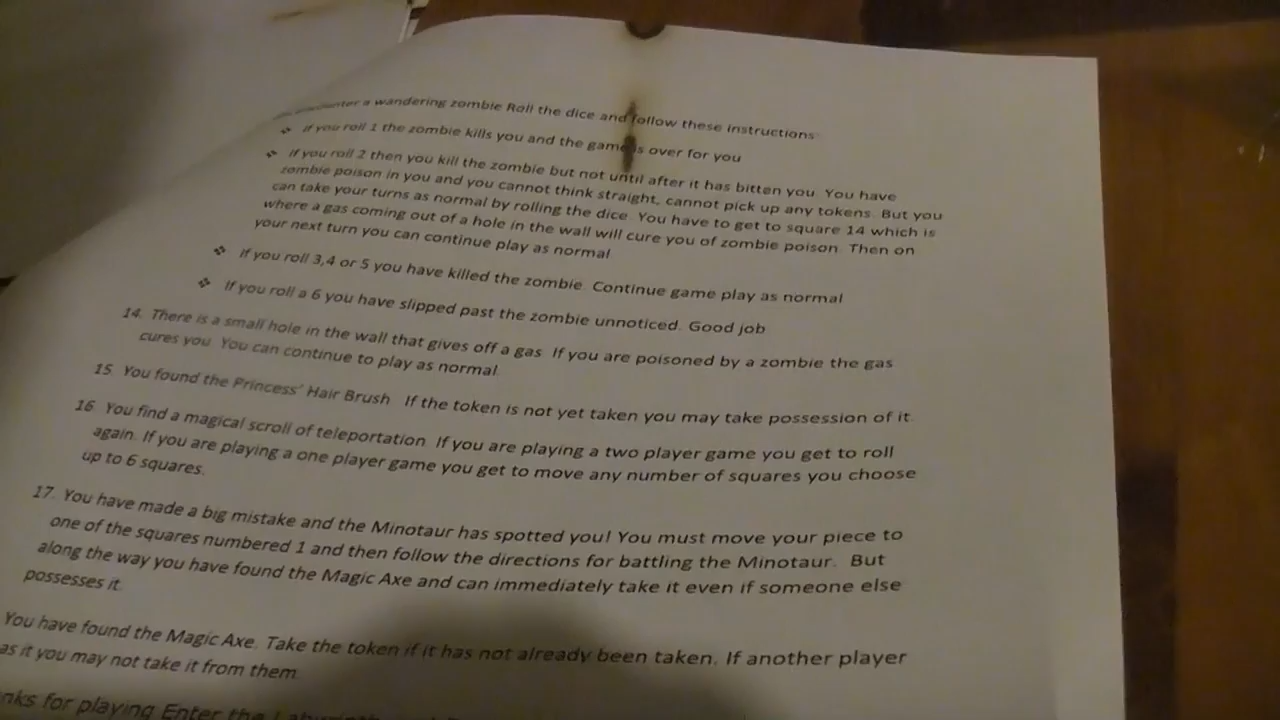 a wandering zombie Roll the dice and follow these instructions
❖ If you roll 1 the zombie kills you and the game is over for you
❖ If you roll 2 then you kill the zombie but not until after it has bitten you. You have
zombie poison in you and you cannot think straight, cannot pick up any tokens. But you
can take your turns as normal by rolling the dice. You have to get to square 14 which is
where a gas coming out of a hole in the wall will cure you of zombie poison. Then on
your next turn you can continue play as normal.
❖ If you roll 3,4 or 5 you have killed the zombie. Continue game play as normal
❖ If you roll a 6 you have slipped past the zombie unnoticed. Good job
14. There is a small hole in the wall that gives off a gas. If you are poisoned by a zombie the gas
cures you. You can continue to play as normal.
15. You found the Princess' Hair Brush. If the token is not yet taken you may take possession of it.
16. You find a magical scroll of teleportation. If you are playing a two player game you get to roll
again. If you are playing a one player game you get to move any number of squares you choose
up to 6 squares.
17. You have made a big mistake and the Minotaur has spotted you! You must move your piece to
one of the squares numbered 1 and then follow the directions for battling the Minotaur. But
along the way you have found the Magic Axe and can immediately take it even if someone else
possesses it.
You have found the Magic Axe. Take the token if it has not already been taken. If another player
as it you may not take it from them.
nks for playing Enter the Labyrinth